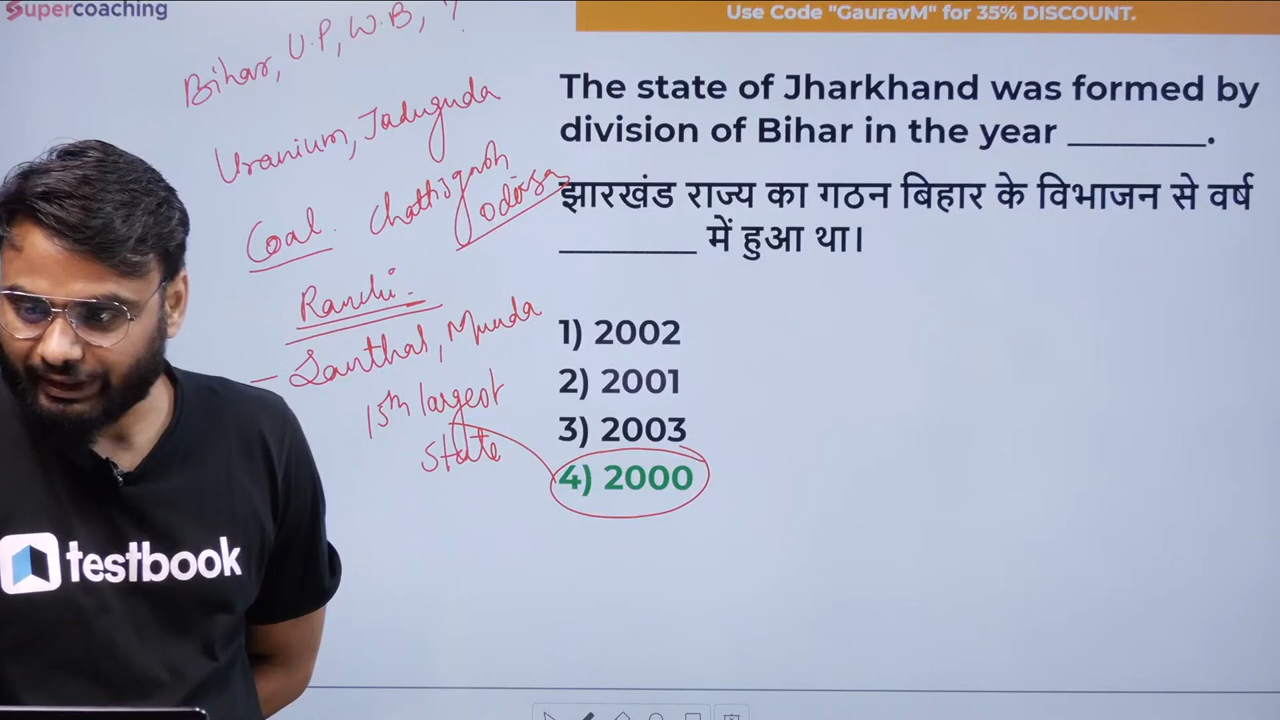 Supercoaching
Use Code "GauravM" for 35% DISCOUNT.
Bihar, U.P, W.B, ?
Uranium, Jaduguda
Coal. Chattisgarh
odissa
Ranchi.
- Santhal, Munda
15th largest
state
The state of Jharkhand was formed by
division of Bihar in the year ________.
झारखंड राज्य का गठन बिहार के विभाजन से वर्ष
________ में हुआ था।
1) 2002
2) 2001
3) 2003
4) 2000
testbook